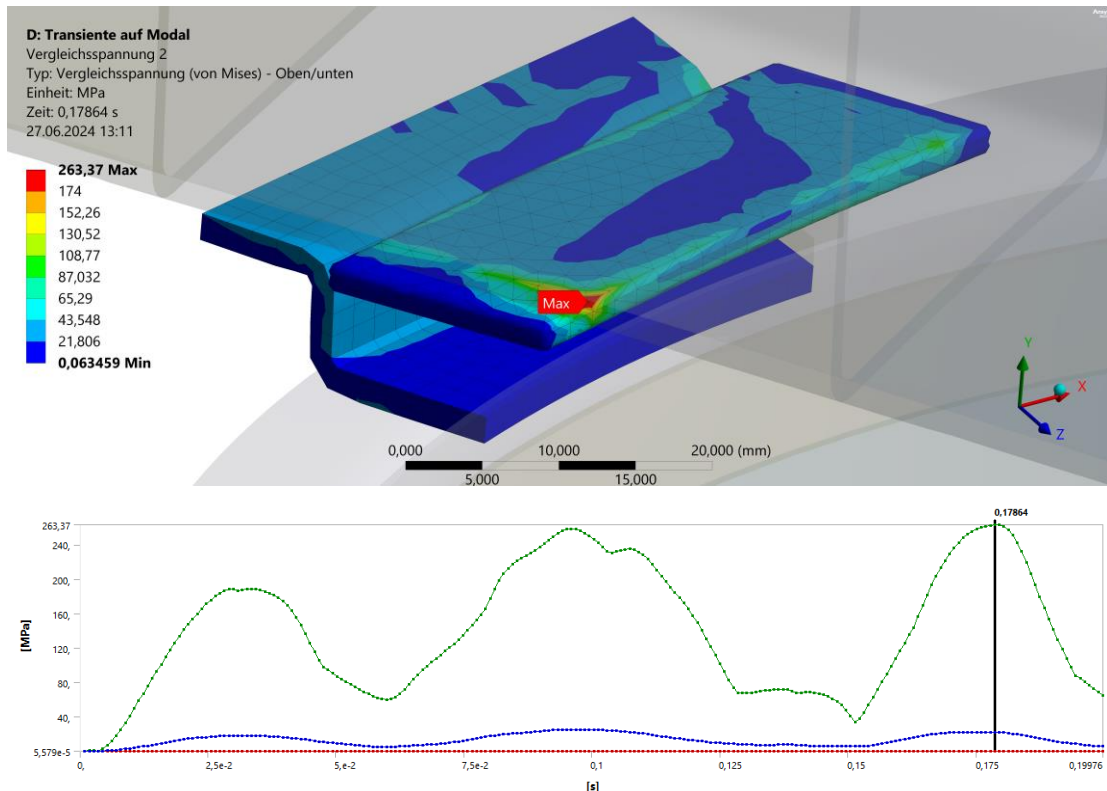 D: Transiente auf Modal
Vergleichsspannung 2
Typ: Vergleichsspannung (von Mises) - Oben/unten
Einheit: MPa
Zeit: 0,17864 s
27.06.2024 13:11
263,37 Max
174
152,26
130,52
108,77
87,032
65,29
43,548
21,806
0,063459 Min
Max
Y
X
Z
0,000 10,000 20,000 (mm)
5,000 15,000
0,17864
263,37
240,
200,
160,
[MPa]
120,
80,
40,
5,579e-5
0, 2,5e-2 5,e-2 7,5e-2 0,1 0,125 0,15 0,175 0,19976
[s]